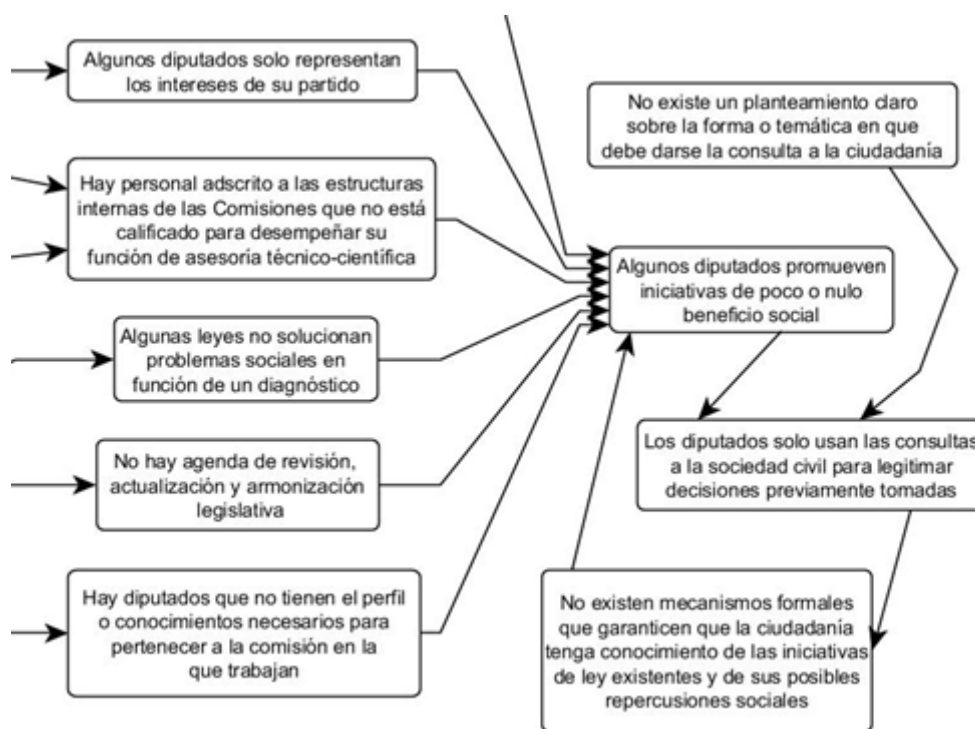 Algunos diputados solo representan
los intereses de su partido
Hay personal adscrito a las estructuras
internas de las Comisiones que no está
calificado para desempeñar su
función de asesoría técnico-científica
Algunas leyes no solucionan
problemas sociales en
función de un diagnóstico
No hay agenda de revisión,
actualización y armonización
legislativa
Hay diputados que no tienen el perfil
o conocimientos necesarios para
pertenecer a la comisión en la
que trabajan
No existe un planteamiento claro
sobre la forma o temática en que
debe darse la consulta a la ciudadanía
Algunos diputados promueven
iniciativas de poco o nulo
beneficio social
Los diputados solo usan las consultas
a la sociedad civil para legitimar
decisiones previamente tomadas
No existen mecanismos formales
que garanticen que la ciudadanía
tenga conocimiento de las iniciativas
de ley existentes y de sus posibles
repercusiones sociales